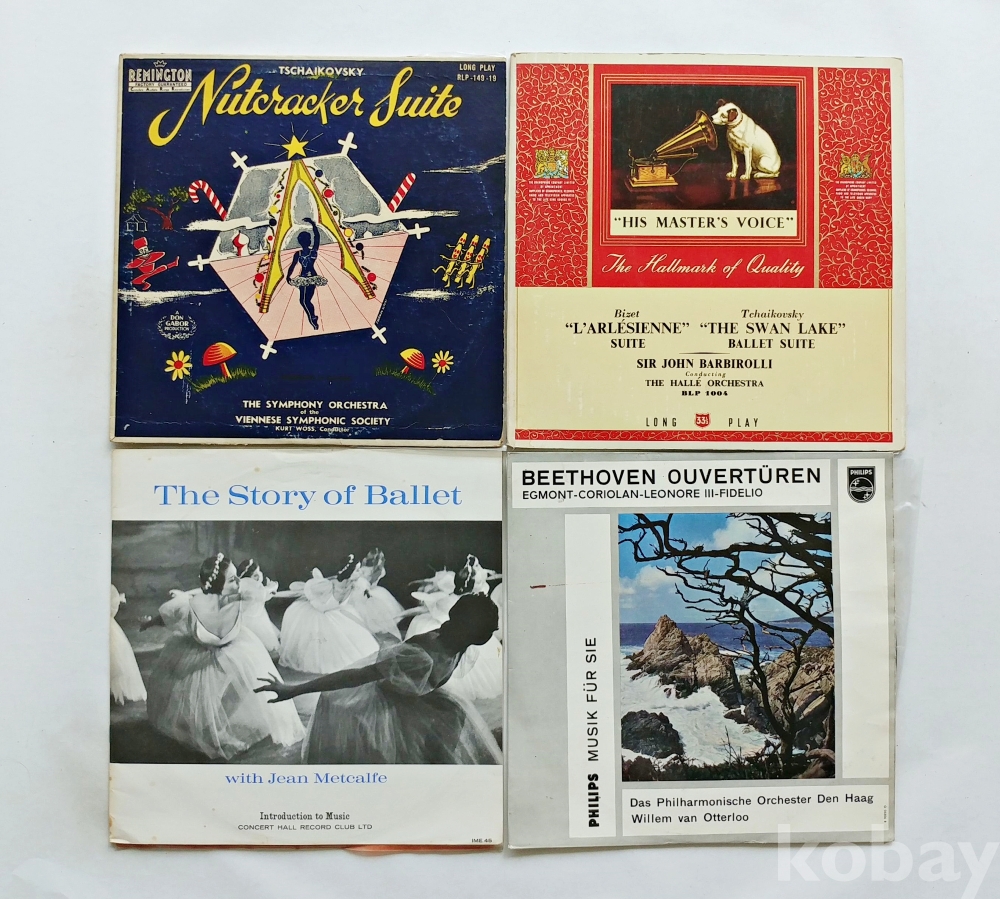 REMINGTON
TSCHAIKOVSKY
LONG PLAY
RLP-149-19
Nutcracker Suite
A
DON
GABOR
PRODUCTION
THE SYMPHONY ORCHESTRA
of the
VIENNESE SYMPHONIC SOCIETY
KURT WOSS, Conductor
"HIS MASTER'S VOICE"
The Hallmark of Quality
Bizet
"L'ARLÉSIENNE"
SUITE
Tchaikovsky
"THE SWAN LAKE"
BALLET SUITE
SIR JOHN BARBIROLLI
Conducting
THE HALLÉ ORCHESTRA
BLP 1004
LONG 33⅓ PLAY
The Story of Ballet
with Jean Metcalfe
Introduction to Music
CONCERT HALL RECORD CLUB LTD
IME 45
BEETHOVEN OUVERTÜREN
EGMONT-CORIOLAN-LEONORE III-FIDELIO
PHILIPS
PHILIPS MUSIK FÜR SIE
Das Philharmonische Orchester Den Haag
Willem van Otterloo
kobay